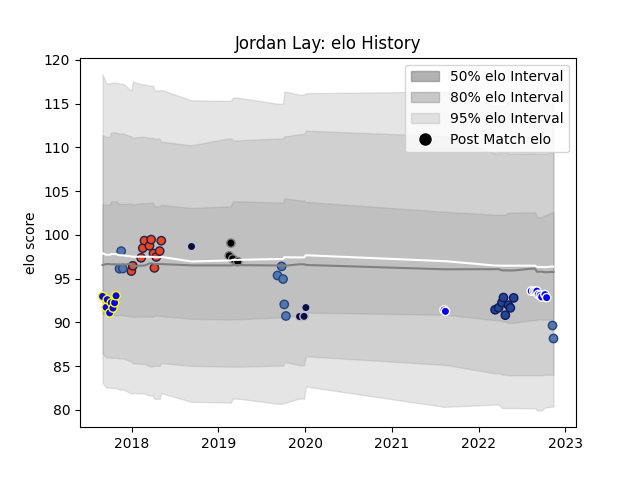 Jordan Lay: elo History
120
115
110
105
100
95
90
85
80
elo score
50% elo Interval
80% elo Interval
95% elo Interval
Post Match elo
2018 2019 2020 2021 2022 2023